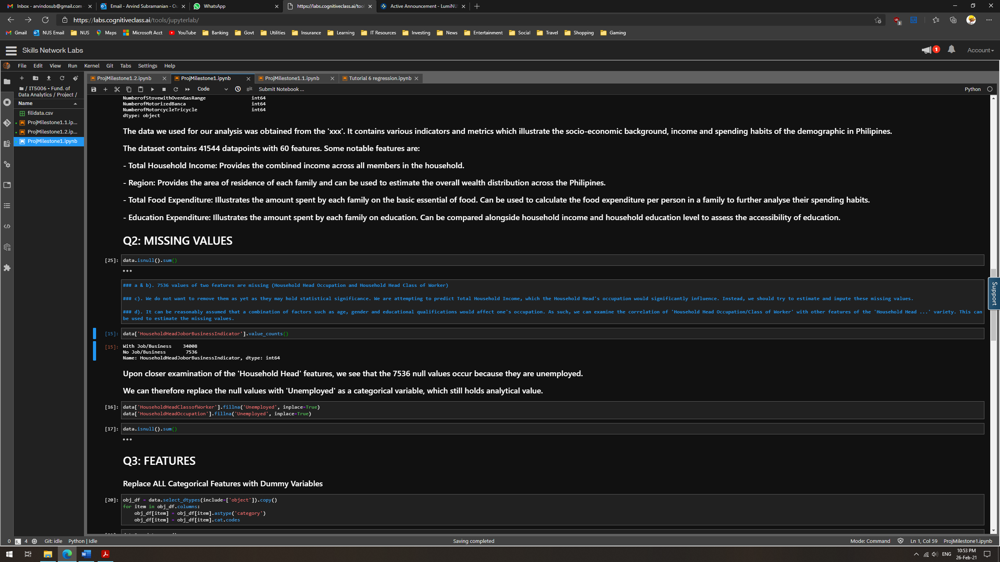 Inbox - arvindosub@gmail.com -
Email - Arvind Subramanian - Ou
WhatsApp
https://labs.cognitiveclass.ai/tool
Active Announcement - LumiNU
https://labs.cognitiveclass.ai/tools/jupyterlab/
3
Gmail NUS Email NUS Maps Microsoft Acct YouTube Banking Govt Utilities Insurance Learning IT Resources Investing News Entertainment Social Travel Shopping Gaming
Skills Network Labs
1
Account
File Edit View Run Kernel Git Tabs Settings Help
ProjMilestone1.2.ipynb
ProjMilestone1.ipynb
ProjMilestone1.1.ipynb
Tutorial 6 regression.ipynb
/ IT5006 - Fund. of
Data Analytics / Project /
Name
filidata.csv
ProjMilestone1.1.ip...
ProjMilestone1.2.ip...
ProjMilestone1.ipynb
Code
git
Submit Notebook ...
Python
NumberofStovewithOvenGasRange int64
NumberofMotorizedBanca int64
NumberofMotorcycleTricycle int64
dtype: object
The data we used for our analysis was obtained from the 'xxx'. It contains various indicators and metrics which illustrate the socio-economic background, income and spending habits of the demographic in Philipines.
The dataset contains 41544 datapoints with 60 features. Some notable features are:
- Total Household Income: Provides the combined income across all members in the household.
- Region: Provides the area of residence of each family and can be used to estimate the overall wealth distribution across the Philipines.
- Total Food Expenditure: Illustrates the amount spent by each family on the basic essential of food. Can be used to calculate the food expenditure per person in a family to further analyse their spending habits.
- Education Expenditure: Illustrates the amount spent by each family on education. Can be compared alongside household income and household education level to assess the accessibility of education.
Q2: MISSING VALUES
[25]: data.isnull().sum()
### a & b). 7536 values of two features are missing (Household Head Occupation and Household Head Class of Worker)
### c). We do not want to remove them as yet as they may hold statistical significance. We are attempting to predict Total Household Income, which the Household Head's occupation would significantly influence. Instead, we should try to estimate and impute these missing values.
### d). It can be reasonably assumed that a combination of factors such as age, gender and educational qualifications would affect one's occupation. As such, we can examine the correlation of 'Household Head Occupation/Class of Worker' with other features of the 'Household Head ...' variety. This can
be used to estimate the missing values.
[15]: data['HouseholdHeadJoborBusinessIndicator'].value_counts()
[15]: With Job/Business 34008
No Job/Business 7536
Name: HouseholdHeadJoborBusinessIndicator, dtype: int64
Upon closer examination of the 'Household Head' features, we see that the 7536 null values occur because they are unemployed.
We can therefore replace the null values with 'Unemployed' as a categorical variable, which still holds analytical value.
[16]: data['HouseholdHeadClassofWorker'].fillna('Unemployed', inplace=True)
data['HouseholdHeadOccupation'].fillna('Unemployed', inplace=True)
[17]: data.isnull().sum()
Q3: FEATURES
Replace ALL Categorical Features with Dummy Variables
[20]: obj_df = data.select_dtypes(include=['object']).copy()
for item in obj_df.columns:
obj_df[item] = obj_df[item].astype('category')
obj_df[item] = obj_df[item].cat.codes
Support
0 4 Git: idle Python | Idle Saving completed Mode: Command Ln 1, Col 59 ProjMilestone1.ipynb
ENG
10:53 PM
26-Feb-21